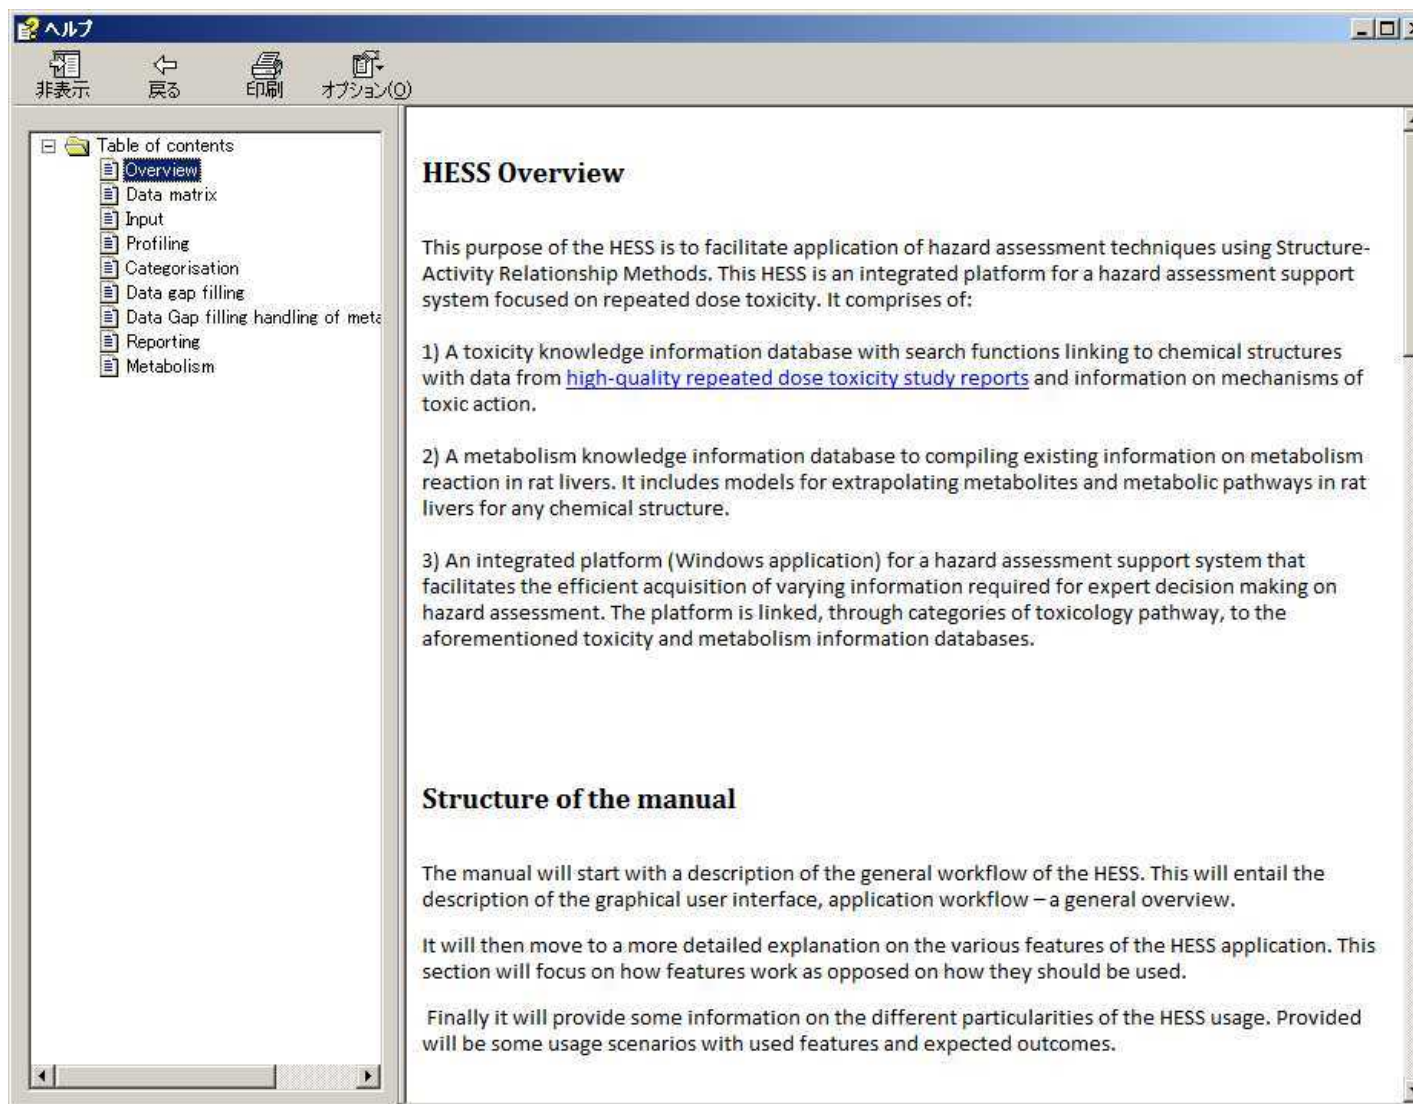 ヘルプ
非表示 戻る 印刷 オプション(O)
Table of contents
Overview
Data matrix
Input
Profiling
Categorisation
Data gap filling
Data Gap filling handling of meta
Reporting
Metabolism
HESS Overview
This purpose of the HESS is to facilitate application of hazard assessment techniques using Structure-
Activity Relationship Methods. This HESS is an integrated platform for a hazard assessment support
system focused on repeated dose toxicity. It comprises of:
1) A toxicity knowledge information database with search functions linking to chemical structures
with data from high-quality repeated dose toxicity study reports and information on mechanisms of
toxic action.
2) A metabolism knowledge information database to compiling existing information on metabolism
reaction in rat livers. It includes models for extrapolating metabolites and metabolic pathways in rat
livers for any chemical structure.
3) An integrated platform (Windows application) for a hazard assessment support system that
facilitates the efficient acquisition of varying information required for expert decision making on
hazard assessment. The platform is linked, through categories of toxicology pathway, to the
aforementioned toxicity and metabolism information databases.
Structure of the manual
The manual will start with a description of the general workflow of the HESS. This will entail the
description of the graphical user interface, application workflow – a general overview.
It will then move to a more detailed explanation on the various features of the HESS application. This
section will focus on how features work as opposed on how they should be used.
Finally it will provide some information on the different particularities of the HESS usage. Provided
will be some usage scenarios with used features and expected outcomes.